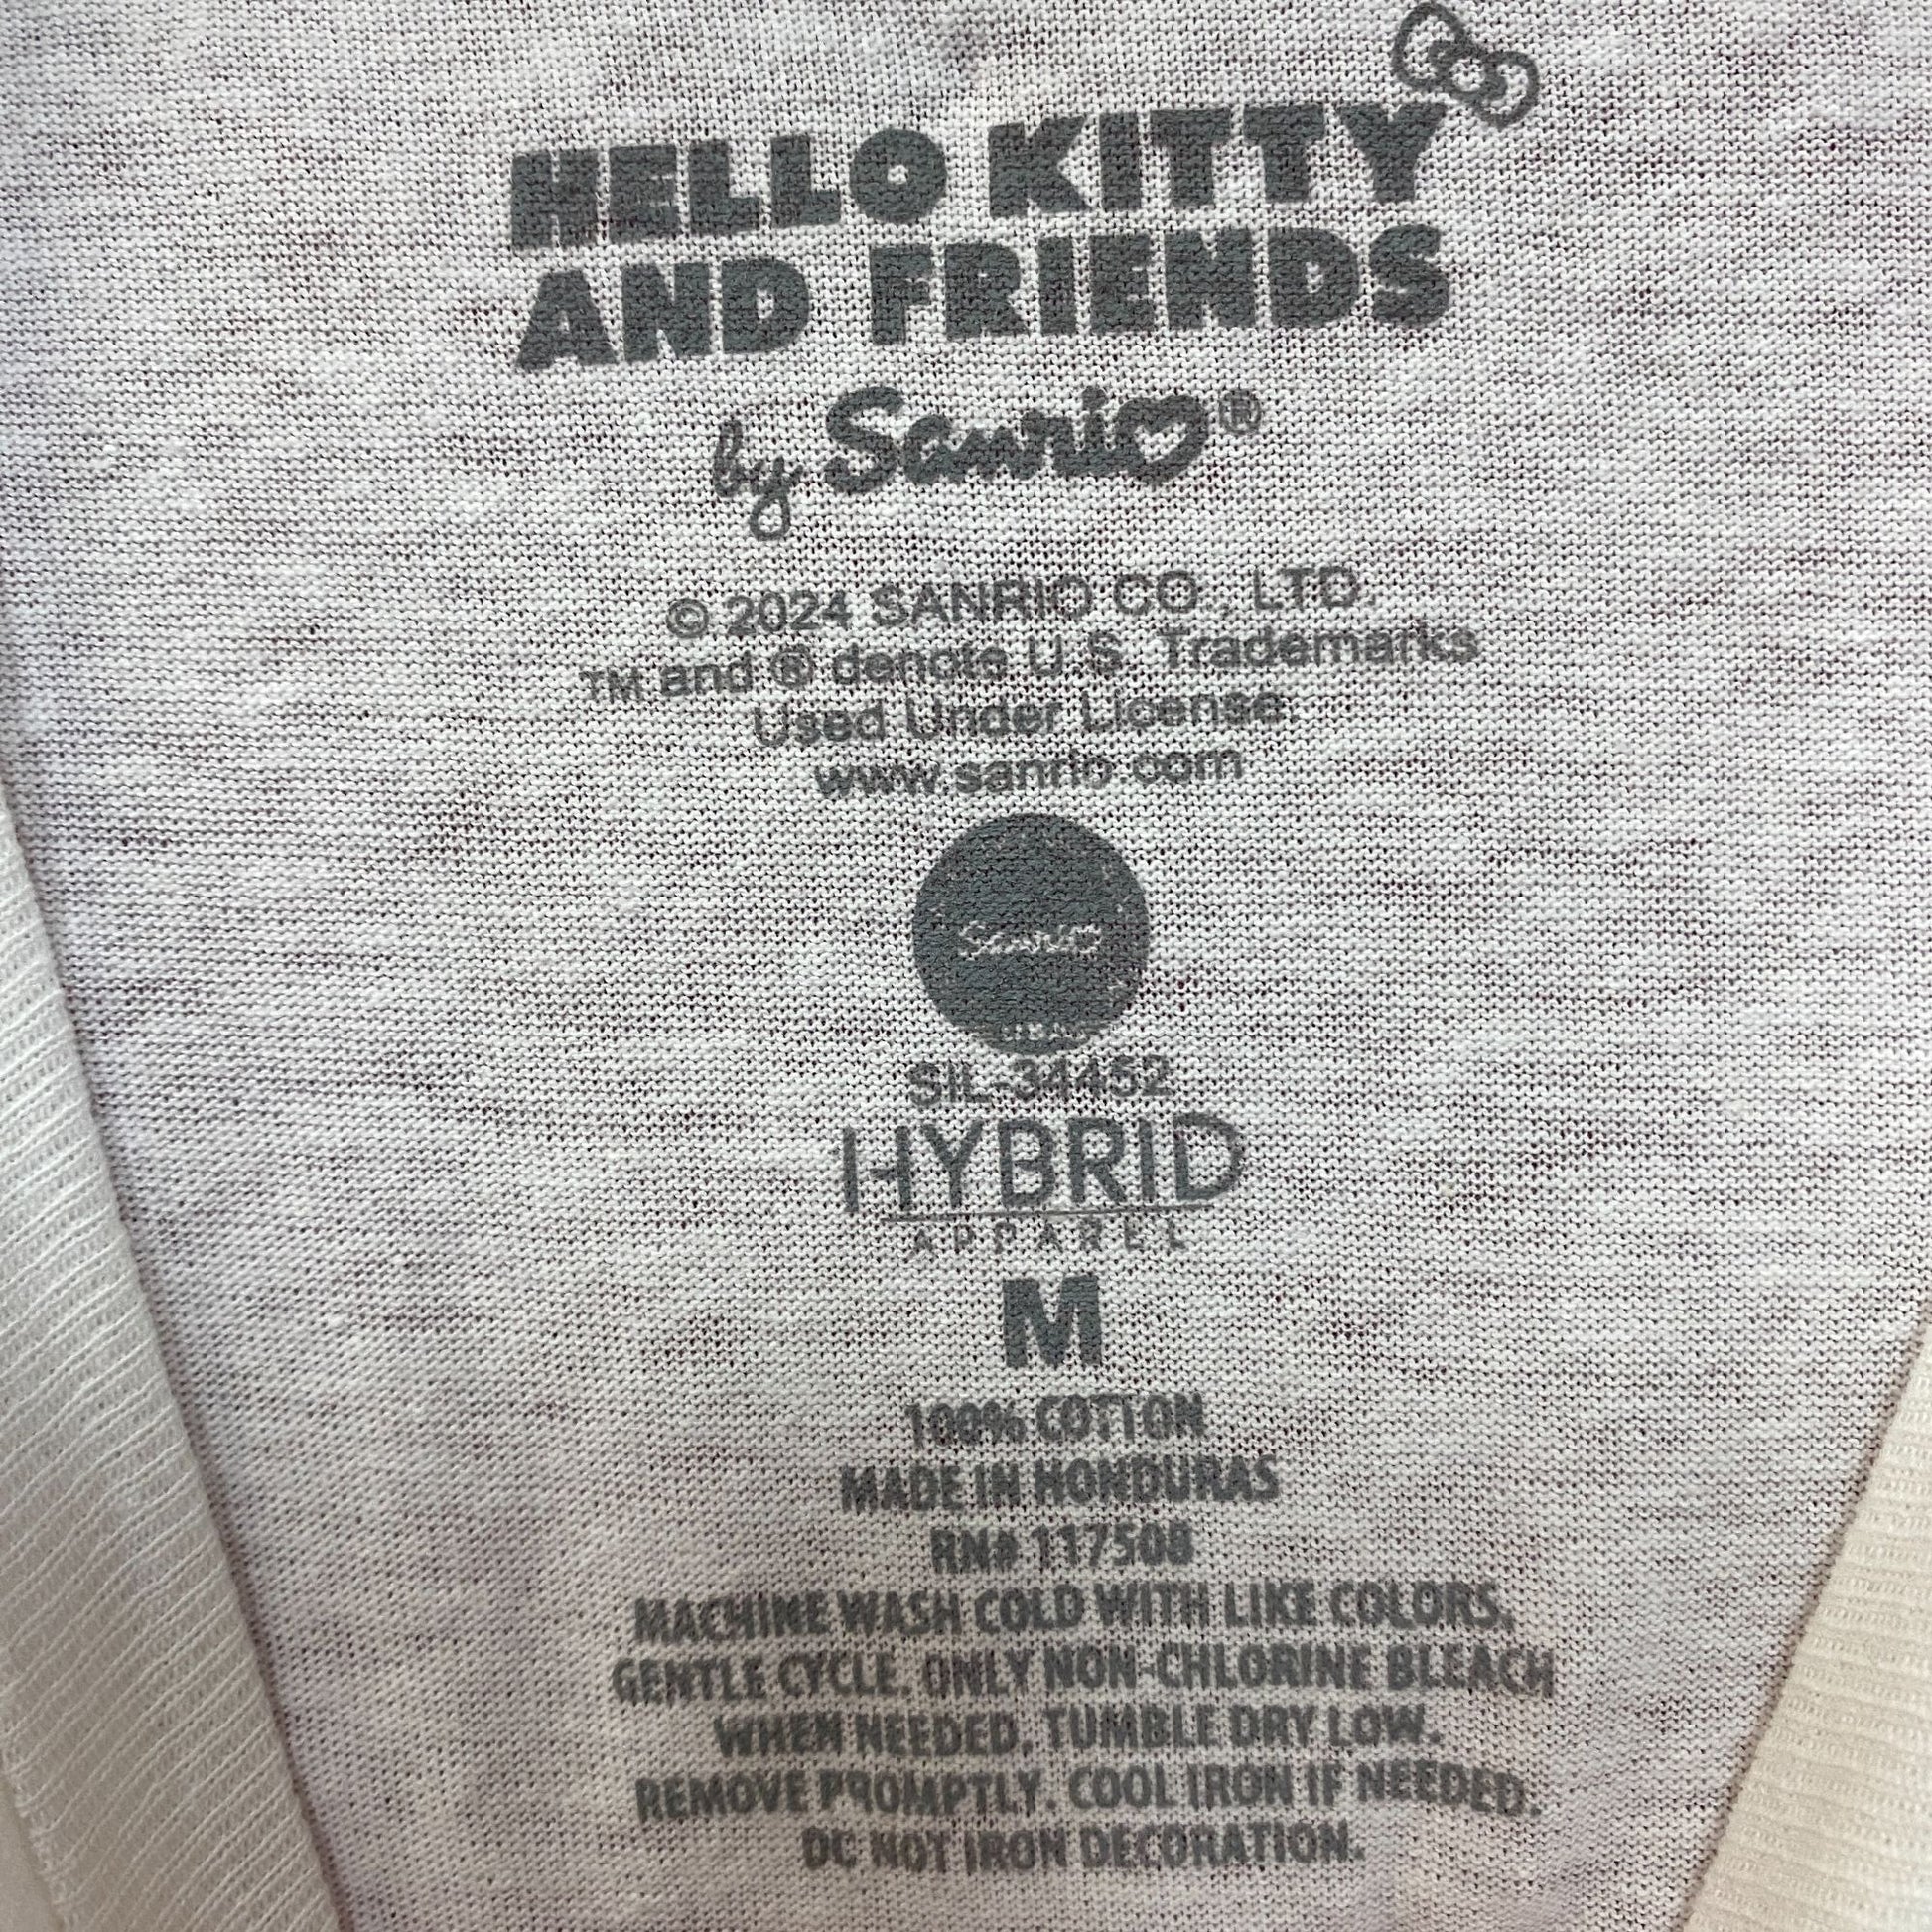 HELLO KITTY
AND FRIENDS
by Sanrio®
© 2024 SANRIO CO., LTD.
TM and ® denote U.S. Trademarks
Used Under License.
www.sanrio.com
Sanrio
SIL-34452
HYBRID
APPAREL
M
100% COTTON
MADE IN HONDURAS
RN# 117508
MACHINE WASH COLD WITH LIKE COLORS,
GENTLE CYCLE. ONLY NON-CHLORINE BLEACH
WHEN NEEDED. TUMBLE DRY LOW.
REMOVE PROMPTLY. COOL IRON IF NEEDED.
DO NOT IRON DECORATION.